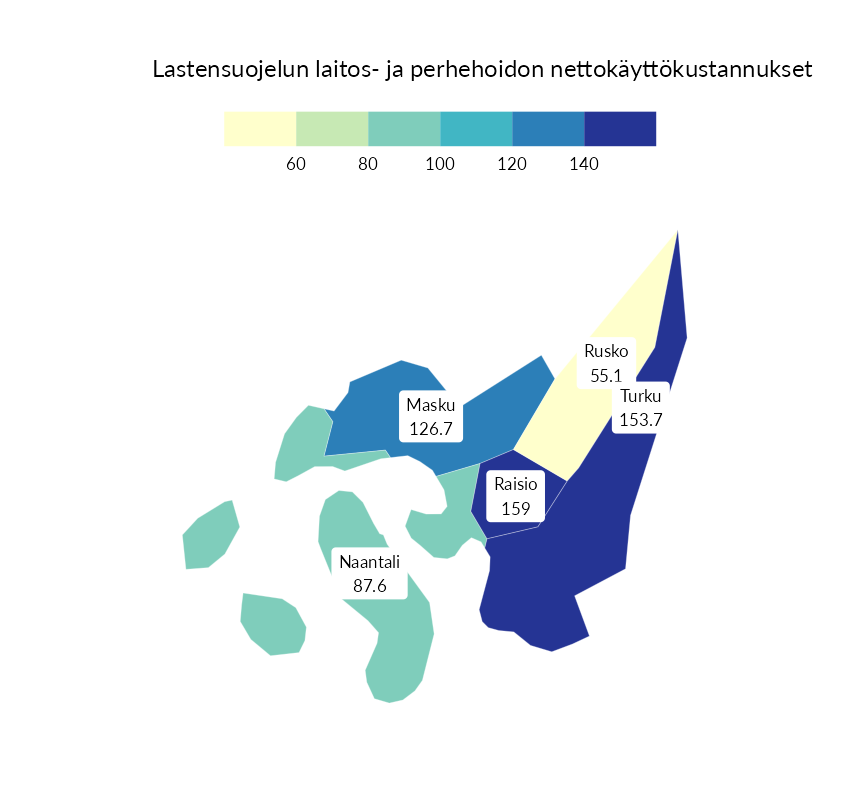 Lastensuojelun laitos- ja perhehoidon nettokäyttökustannukset
60 80 100 120 140
Rusko
55.1
Turku
153.7
Masku
126.7
Raisio
159
Naantali
87.6